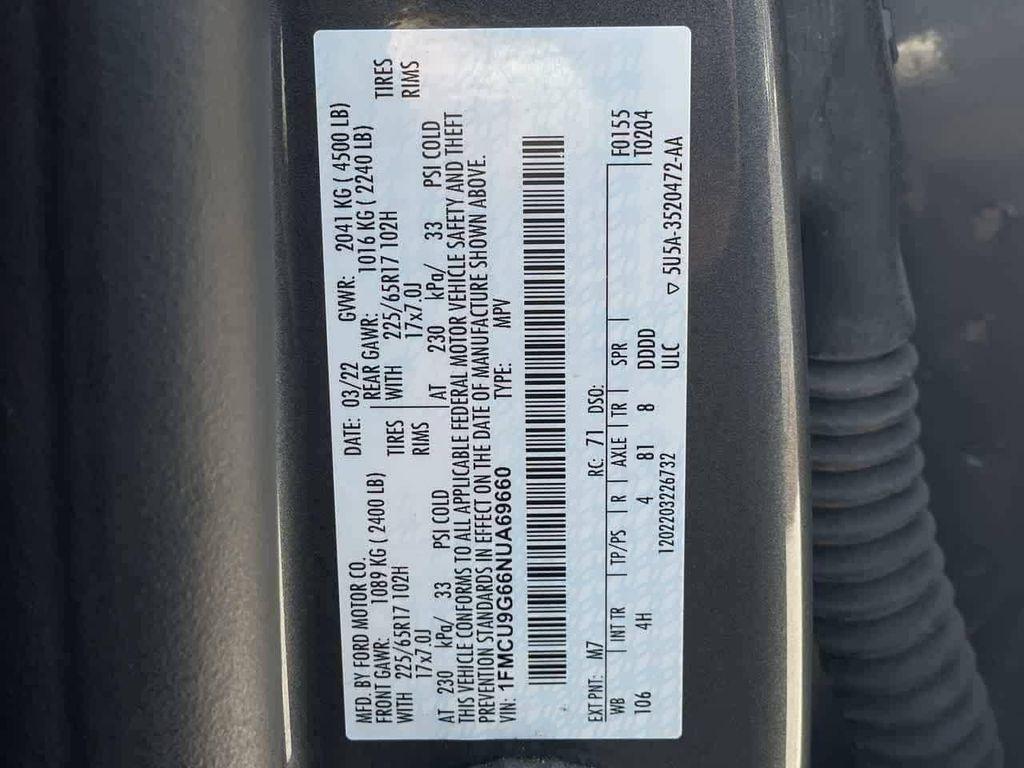 MFD. BY FORD MOTOR CO. DATE: 03/22 GVWR: 2041 KG ( 4500 LB)
FRONT GAWR: 1089 KG ( 2400 LB) REAR GAWR: 1016 KG ( 2240 LB)
WITH 225/65R17 102H TIRES WITH 225/65R17 102H TIRES
17x7.0J RIMS 17x7.0J RIMS
AT 230 kPa/ 33 PSI COLD AT 230 kPa/ 33 PSI COLD
THIS VEHICLE CONFORMS TO ALL APPLICABLE FEDERAL MOTOR VEHICLE SAFETY AND THEFT
PREVENTION STANDARDS IN EFFECT ON THE DATE OF MANUFACTURE SHOWN ABOVE.
VIN: 1FMCU9G66NUA69660 TYPE: MPV
EXT PNT: M7 RC: 71 DSO: F0155
WB INT TR TP/PS R AXLE TR SPR T0204
106 4H 4 81 8 DDDD
120220322​6732 UIC ▽ 5U5A-3520472-AA